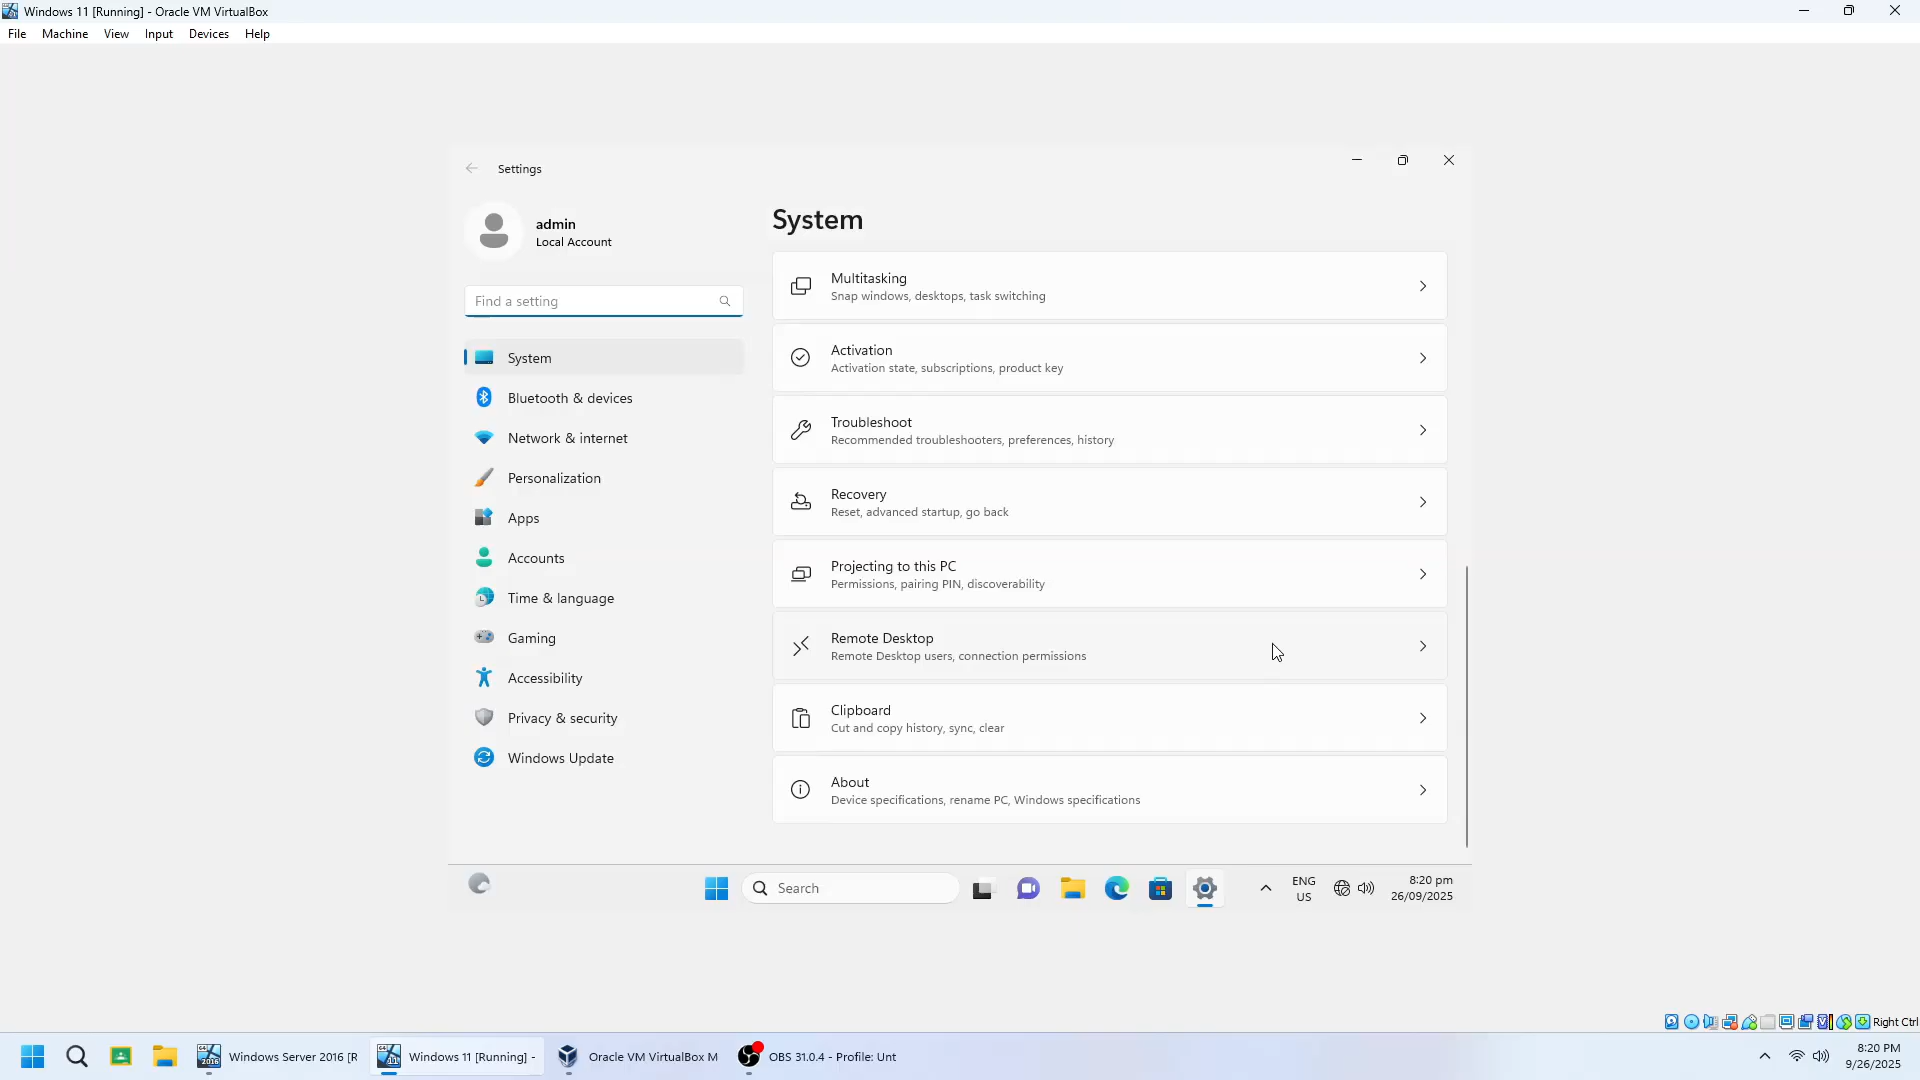 Windows 11 [Running] - Oracle VM VirtualBox
File Machine View Input Devices Help
Settings
admin
Local Account
Find a setting
System
Bluetooth & devices
Network & internet
Personalization
Apps
Accounts
Time & language
Gaming
Accessibility
Privacy & security
Windows Update
System
Multitasking
Snap windows, desktops, task switching
Activation
Activation state, subscriptions, product key
Troubleshoot
Recommended troubleshooters, preferences, history
Recovery
Reset, advanced startup, go back
Projecting to this PC
Permissions, pairing PIN, discoverability
Remote Desktop
Remote Desktop users, connection permissions
Clipboard
Cut and copy history, sync, clear
About
Device specifications, rename PC, Windows specifications
Search
ENG
US
8:20 pm
26/09/2025
Right Ctrl
Windows Server 2016 [R
Windows 11 [Running] -
Oracle VM VirtualBox M
OBS 31.0.4 - Profile: Unt
8:20 PM
9/26/2025